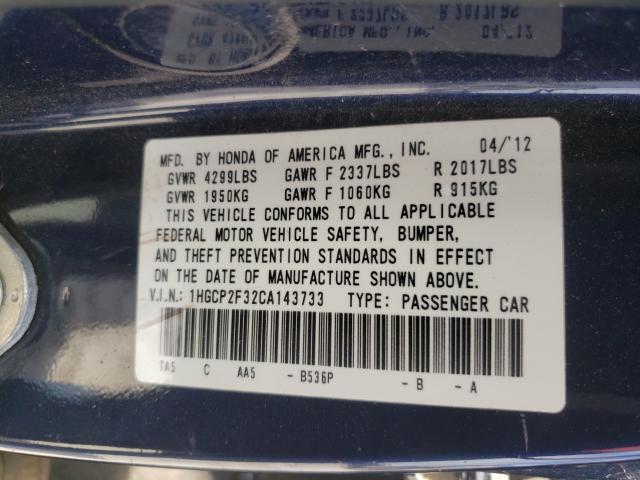 MFD. BY HONDA OF AMERICA MFG., INC. 04/'12
GVWR 4299LBS GAWR F 2337LBS R 2017LBS
GVWR 1950KG GAWR F 1060KG R 915KG
THIS VEHICLE CONFORMS TO ALL APPLICABLE
FEDERAL MOTOR VEHICLE SAFETY, BUMPER,
AND THEFT PREVENTION STANDARDS IN EFFECT
ON THE DATE OF MANUFACTURE SHOWN ABOVE.
V.I.N.: 1HGCP2F32CA143733 TYPE: PASSENGER CAR
TA5 C AA5 - B536P - B - A